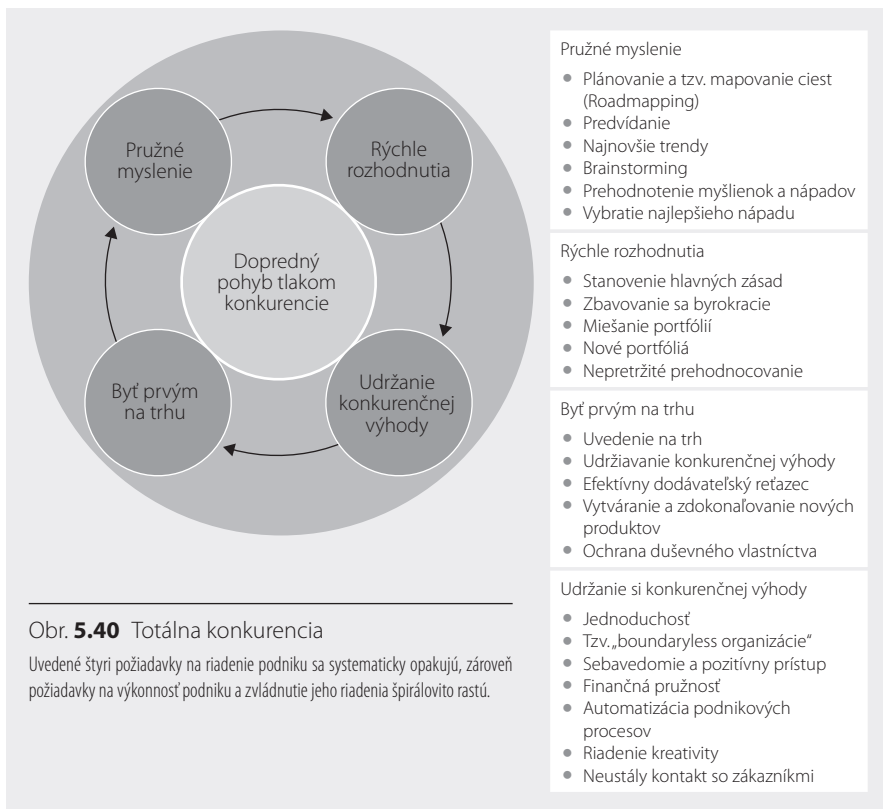 Pružné
myslenie
Rýchle
rozhodnutia
Dopredný
pohyb tlakom
konkurencie
Byť prvým
na trhu
Udržanie
konkurenčnej
výhody
Obr. 5.40 Totálna konkurencia
Uvedené štyri požiadavky na riadenie podniku sa systematicky opakujú, zároveň
požiadavky na výkonnosť podniku a zvládnutie jeho riadenia špirálovito rastú.
Pružné myslenie
• Plánovanie a tzv. mapovanie ciest
(Roadmapping)
• Predvídanie
• Najnovšie trendy
• Brainstorming
• Prehodnotenie myšlienok a nápadov
• Vybratie najlepšieho nápadu
Rýchle rozhodnutia
• Stanovenie hlavných zásad
• Zbavovanie sa byrokracie
• Miešanie portfólií
• Nové portfóliá
• Nepretržité prehodnocovanie
Byť prvým na trhu
• Uvedenie na trh
• Udržiavanie konkurenčnej výhody
• Efektívny dodávateľský reťazec
• Vytváranie a zdokonaľovanie nových
produktov
• Ochrana duševného vlastníctva
Udržanie si konkurenčnej výhody
• Jednoduchosť
• Tzv. „boundaryless organizácie“
• Sebavedomie a pozitívny prístup
• Finančná pružnosť
• Automatizácia podnikových
procesov
• Riadenie kreativity
• Neustály kontakt so zákazníkmi